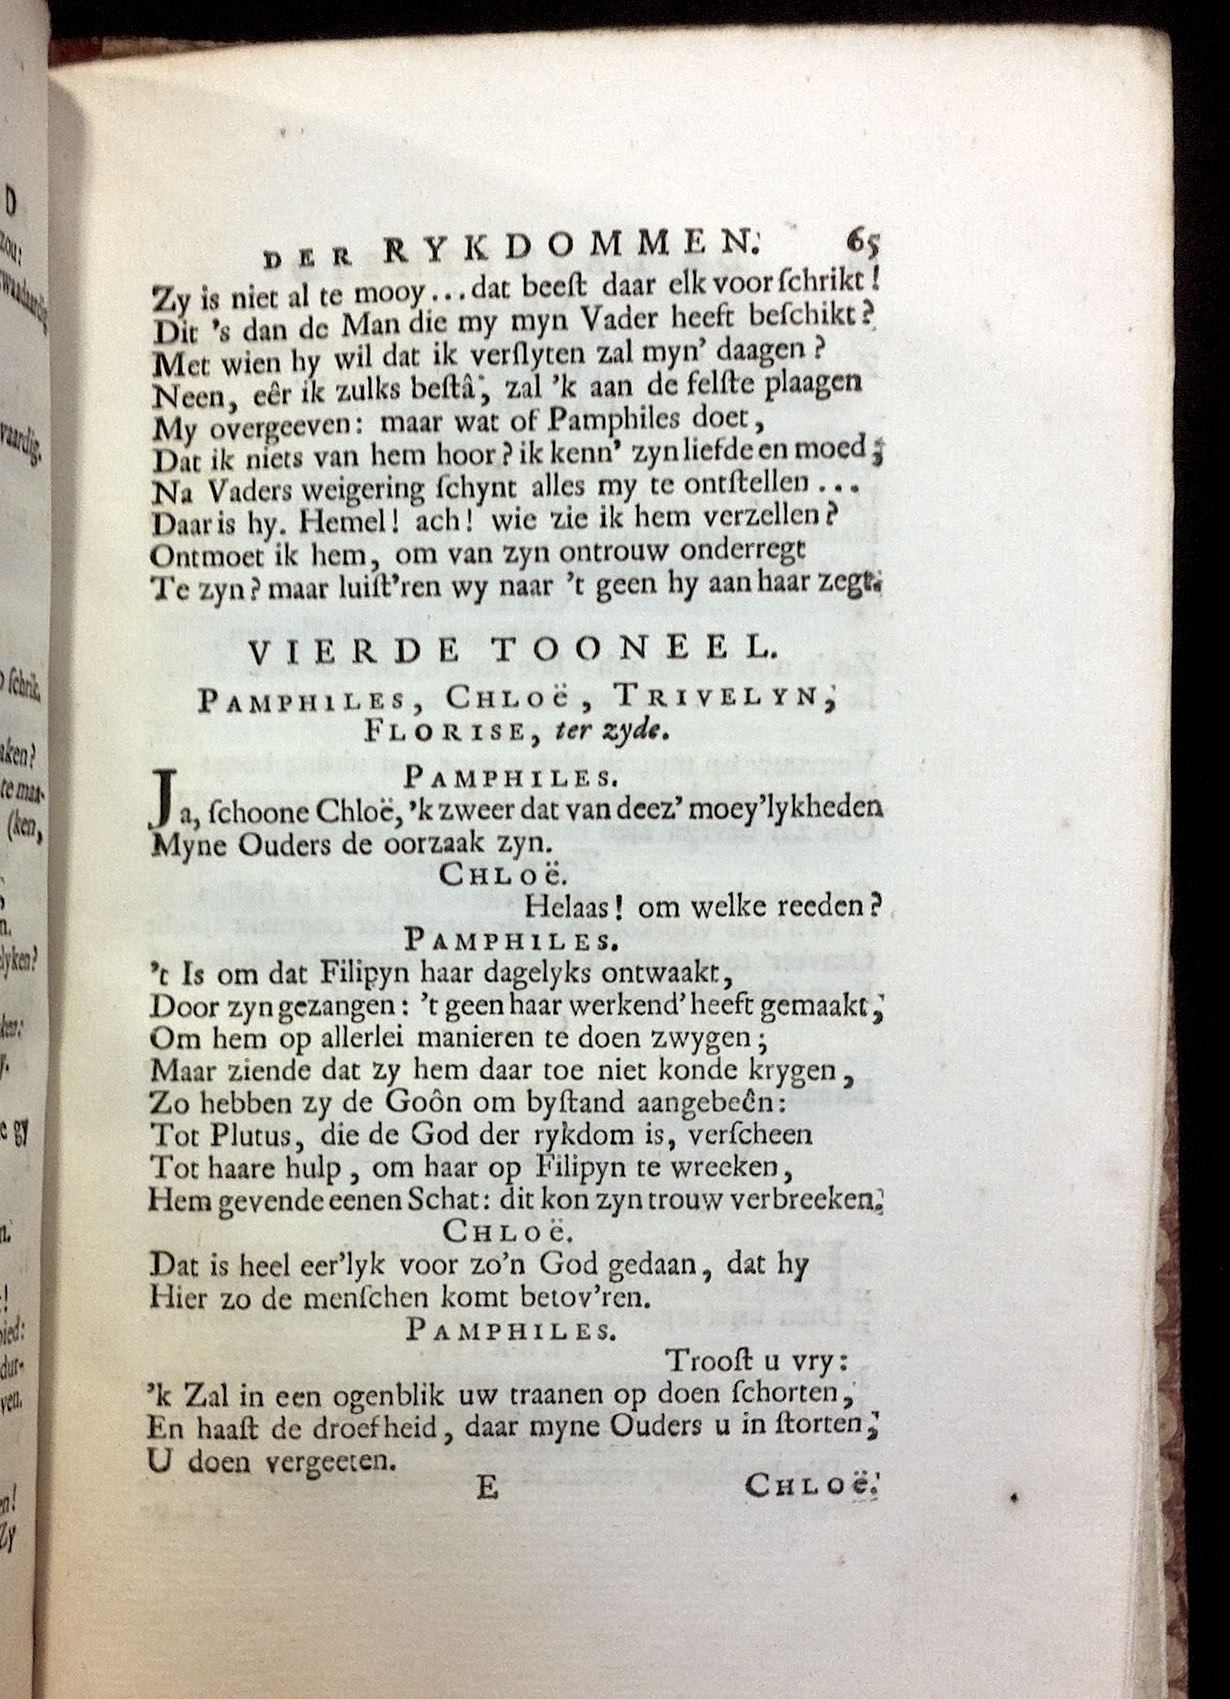 DER RYKDOMMEN. 65
Zy is niet al te mooy...dat beeſt daar elk voor ſchrikt!
Dit 's dan de Man die my myn Vader heeft beſchikt?
Met wien hy wil dat ik verſlyten zal myn' daagen?
Neen, eêr ik zulks beſtâ, zal 'k aan de felſte plaagen
My overgeeven: maar wat of Pamphiles doet,
Dat ik niets van hem hoor? ik kenn' zyn liefde en moed;
Na Vaders weigering ſchynt alles my te ontſtellen...
Daar is hy. Hemel! ach! wie zie ik hem verzellen?
Ontmoet ik hem, om van zyn ontrouw onderregt
Te zyn? maar luiſt'ren wy naar 't geen hy aan haar zegt.
VIERDE TOONEEL.
PAMPHILES, CHLOë, TRIVELYN,
FLORISE, ter zyde.
PAMPHILES.
Ja, ſchoone Chloë, 'k zweer dat van deez' moey'lykheden
Myne Ouders de oorzaak zyn.
CHLOë.
Helaas! om welke reeden?
PAMPHILES.
't Is om dat Filipyn haar dagelyks ontwaakt,
Door zyn gezangen: 't geen haar werkend' heeft gemaakt,
Om hem op allerlei manieren te doen zwygen;
Maar ziende dat zy hem daar toe niet konde krygen,
Zo hebben zy de Goôn om byſtand aangebeên:
Tot Plutus, die de God der rykdom is, verſcheen
Tot haare hulp, om haar op Filipyn te wreeken,
Hem gevende eenen Schat: dit kon zyn trouw verbreeken.
CHLOë.
Dat is heel eer'lyk voor zo'n God gedaan, dat hy
Hier zo de menſchen komt betov'ren.
PAMPHILES.
Trooſt u vry:
'k Zal in een ogenblik uw traanen op doen ſchorten,
En haaſt de droefheid, daar myne Ouders u in ſtorten,
U doen vergeeten.
E CHLOë.